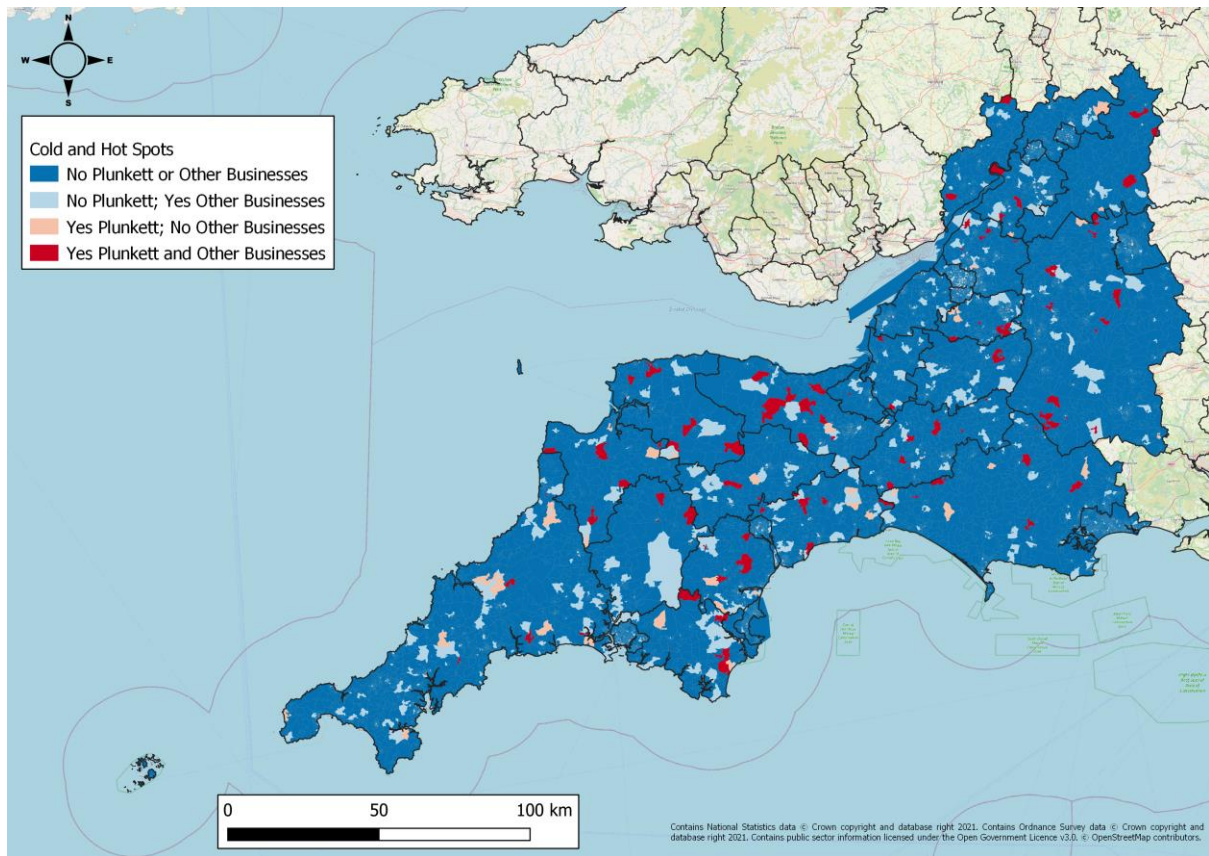 N
W E
S
Cold and Hot Spots
No Plunkett or Other Businesses
No Plunkett; Yes Other Businesses
Yes Plunkett; No Other Businesses
Yes Plunkett and Other Businesses
0 50 100 km
Contains National Statistics data © Crown copyright and database right 2021. Contains Ordnance Survey data © Crown copyright and
database right 2021. Contains public sector information licensed under the Open Government Licence v3.0. © OpenStreetMap contributors.